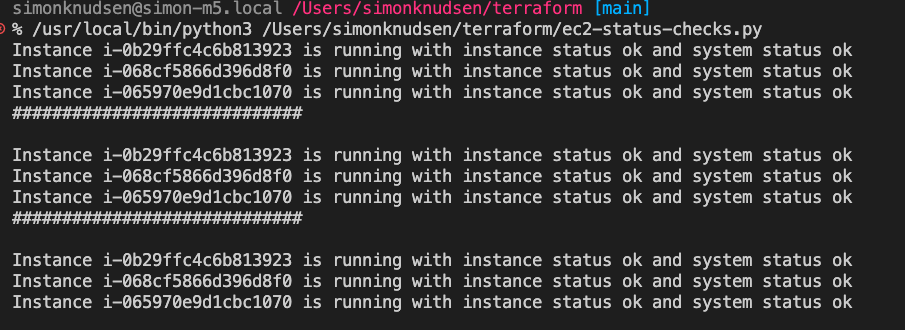 simonknudsen@simon-m5.local /Users/simonknudsen/terraform [main]
% /usr/local/bin/python3 /Users/simonknudsen/terraform/ec2-status-checks.py
Instance i-0b29ffc4c6b813923 is running with instance status ok and system status ok
Instance i-068cf5866d396d8f0 is running with instance status ok and system status ok
Instance i-065970e9d1cbc1070 is running with instance status ok and system status ok
#############################
Instance i-0b29ffc4c6b813923 is running with instance status ok and system status ok
Instance i-068cf5866d396d8f0 is running with instance status ok and system status ok
Instance i-065970e9d1cbc1070 is running with instance status ok and system status ok
#############################
Instance i-0b29ffc4c6b813923 is running with instance status ok and system status ok
Instance i-068cf5866d396d8f0 is running with instance status ok and system status ok
Instance i-065970e9d1cbc1070 is running with instance status ok and system status ok